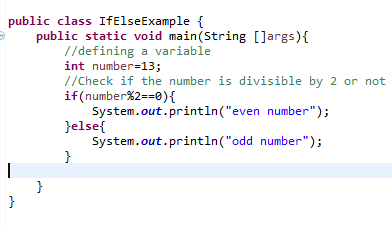 public class IfElseExample {
    public static void main(String []args){
        //defining a variable
        int number=13;
        //Check if the number is divisible by 2 or not
        if(number%2==0){
            System.out.println("even number");
        }else{
            System.out.println("odd number");
        }
    }
}